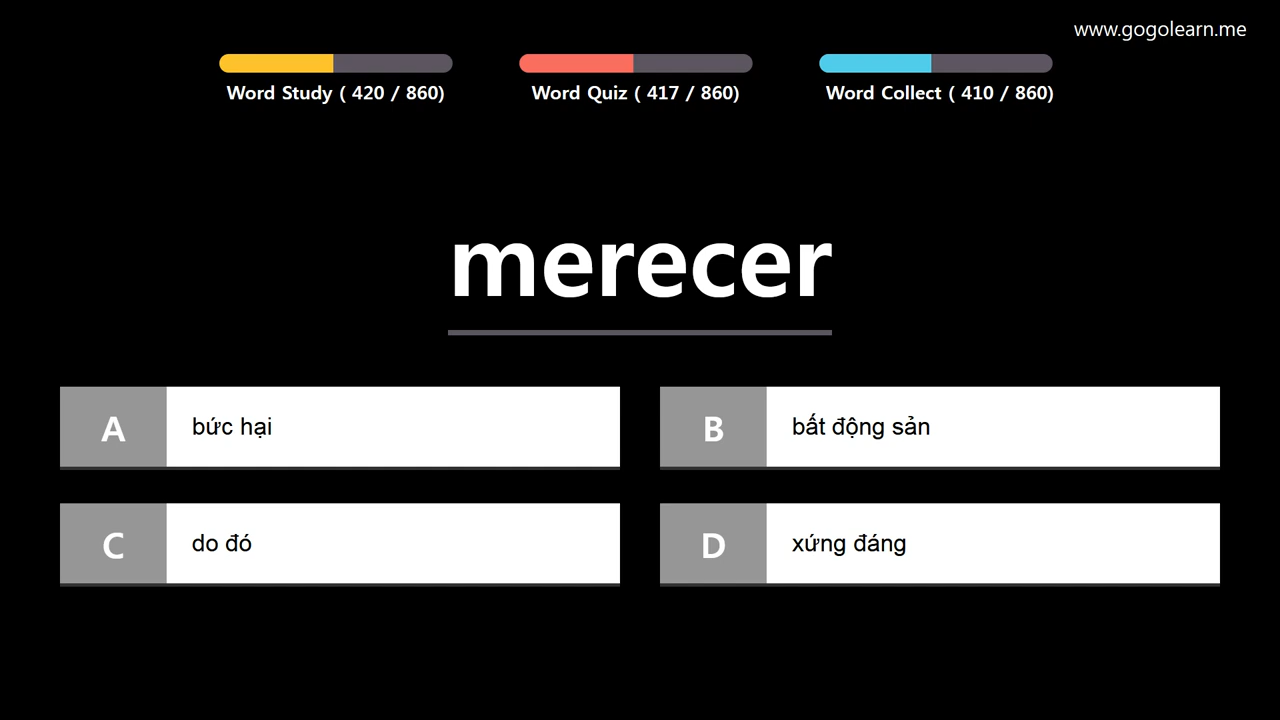 www.gogolearn.me
Word Study ( 420 / 860)
Word Quiz ( 417 / 860)
Word Collect ( 410 / 860)
merecer
A bức hại
B bất động sản
C do đó
D xứng đáng